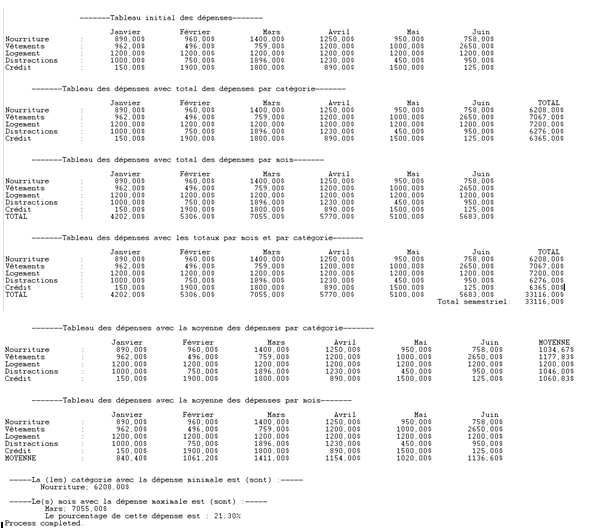 -------Tableau initial des dépenses-------
Janvier Février Mars Avril Mai Juin
Nourriture : 890,00$ 960,00$ 1400,00$ 1250,00$ 950,00$ 758,00$
Vêtements : 962,00$ 496,00$ 759,00$ 1200,00$ 1000,00$ 2650,00$
Logement : 1200,00$ 1200,00$ 1200,00$ 1200,00$ 1200,00$ 1200,00$
Distractions : 1000,00$ 750,00$ 1896,00$ 1230,00$ 450,00$ 950,00$
Crédit : 150,00$ 1900,00$ 1800,00$ 890,00$ 1500,00$ 125,00$
-------Tableau des dépenses avec total des dépenses par catégorie-------
Janvier Février Mars Avril Mai Juin TOTAL
Nourriture : 890,00$ 960,00$ 1400,00$ 1250,00$ 950,00$ 758,00$ 6208,00$
Vêtements : 962,00$ 496,00$ 759,00$ 1200,00$ 1000,00$ 2650,00$ 7067,00$
Logement : 1200,00$ 1200,00$ 1200,00$ 1200,00$ 1200,00$ 1200,00$ 7200,00$
Distractions : 1000,00$ 750,00$ 1896,00$ 1230,00$ 450,00$ 950,00$ 6276,00$
Crédit : 150,00$ 1900,00$ 1800,00$ 890,00$ 1500,00$ 125,00$ 6365,00$
-------Tableau des dépenses avec total des dépenses par mois-------
Janvier Février Mars Avril Mai Juin
Nourriture : 890,00$ 960,00$ 1400,00$ 1250,00$ 950,00$ 758,00$
Vêtements : 962,00$ 496,00$ 759,00$ 1200,00$ 1000,00$ 2650,00$
Logement : 1200,00$ 1200,00$ 1200,00$ 1200,00$ 1200,00$ 1200,00$
Distractions : 1000,00$ 750,00$ 1896,00$ 1230,00$ 450,00$ 950,00$
Crédit : 150,00$ 1900,00$ 1800,00$ 890,00$ 1500,00$ 125,00$
TOTAL : 4202,00$ 5306,00$ 7055,00$ 5770,00$ 5100,00$ 5683,00$
-------Tableau des dépenses avec les totaux par mois et par catégorie-------
Janvier Février Mars Avril Mai Juin TOTAL
Nourriture : 890,00$ 960,00$ 1400,00$ 1250,00$ 950,00$ 758,00$ 6208,00$
Vêtements : 962,00$ 496,00$ 759,00$ 1200,00$ 1000,00$ 2650,00$ 7067,00$
Logement : 1200,00$ 1200,00$ 1200,00$ 1200,00$ 1200,00$ 1200,00$ 7200,00$
Distractions : 1000,00$ 750,00$ 1896,00$ 1230,00$ 450,00$ 950,00$ 6276,00$
Crédit : 150,00$ 1900,00$ 1800,00$ 890,00$ 1500,00$ 125,00$ 6365,00$
TOTAL : 4202,00$ 5306,00$ 7055,00$ 5770,00$ 5100,00$ 5683,00$ 33116,00$
Total semestriel: 33116,00$
-------Tableau des dépenses avec la moyenne des dépenses par catégorie-------
Janvier Février Mars Avril Mai Juin MOYENNE
Nourriture : 890,00$ 960,00$ 1400,00$ 1250,00$ 950,00$ 758,00$ 1034,67$
Vêtements : 962,00$ 496,00$ 759,00$ 1200,00$ 1000,00$ 2650,00$ 1177,83$
Logement : 1200,00$ 1200,00$ 1200,00$ 1200,00$ 1200,00$ 1200,00$ 1200,00$
Distractions : 1000,00$ 750,00$ 1896,00$ 1230,00$ 450,00$ 950,00$ 1046,00$
Crédit : 150,00$ 1900,00$ 1800,00$ 890,00$ 1500,00$ 125,00$ 1060,83$
-------Tableau des dépenses avec la moyenne des dépenses par mois-------
Janvier Février Mars Avril Mai Juin
Nourriture : 890,00$ 960,00$ 1400,00$ 1250,00$ 950,00$ 758,00$
Vêtements : 962,00$ 496,00$ 759,00$ 1200,00$ 1000,00$ 2650,00$
Logement : 1200,00$ 1200,00$ 1200,00$ 1200,00$ 1200,00$ 1200,00$
Distractions : 1000,00$ 750,00$ 1896,00$ 1230,00$ 450,00$ 950,00$
Crédit : 150,00$ 1900,00$ 1800,00$ 890,00$ 1500,00$ 125,00$
MOYENNE : 840,40$ 1061,20$ 1411,00$ 1154,00$ 1020,00$ 1136,60$
-----La (les) catégorie avec la dépense minimale est (sont) :-----
Nourriture; 6208,00$
-----Le(s) mois avec la dépense maximale est (sont) :-----
Mars; 7055,00$
Le pourcentage de cette dépense est : 21,30%
Process completed.